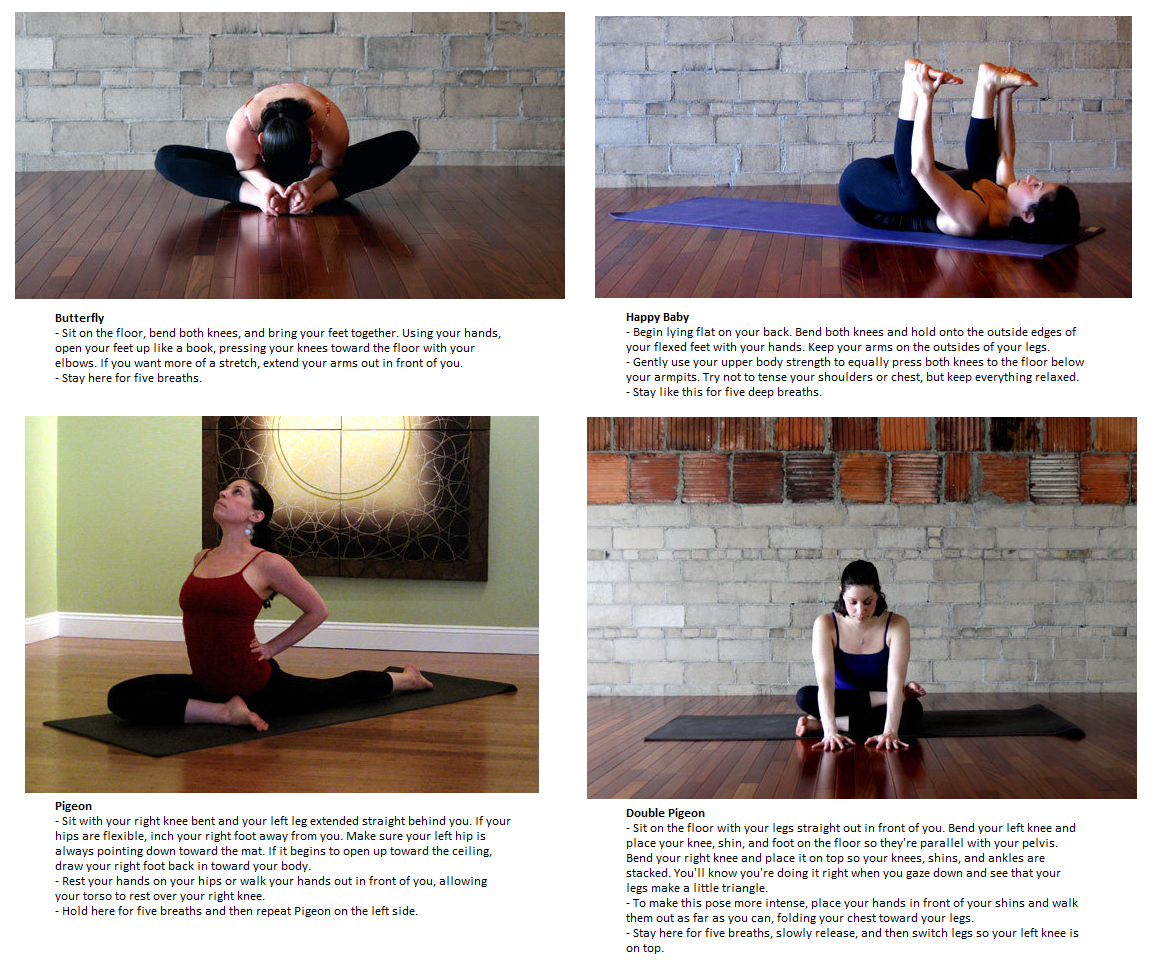 Butterfly
- Sit on the floor, bend both knees, and bring your feet together. Using your hands,
open your feet up like a book, pressing your knees toward the floor with your
elbows. If you want more of a stretch, extend your arms out in front of you.
- Stay here for five breaths.
Happy Baby
- Begin lying flat on your back. Bend both knees and hold onto the outside edges of
your flexed feet with your hands. Keep your arms on the outsides of your legs.
- Gently use your upper body strength to equally press both knees to the floor below
your armpits. Try not to tense your shoulders or chest, but keep everything relaxed.
- Stay like this for five deep breaths.
Pigeon
- Sit with your right knee bent and your left leg extended straight behind you. If your
hips are flexible, inch your right foot away from you. Make sure your left hip is
always pointing down toward the mat. If it begins to open up toward the ceiling,
draw your right foot back in toward your body.
- Rest your hands on your hips or walk your hands out in front of you, allowing
your torso to rest over your right knee.
- Hold here for five breaths and then repeat Pigeon on the left side.
Double Pigeon
- Sit on the floor with your legs straight out in front of you. Bend your left knee and
place your knee, shin, and foot on the floor so they're parallel with your pelvis.
Bend your right knee and place it on top so your knees, shins, and ankles are
stacked. You'll know you're doing it right when you gaze down and see that your
legs make a little triangle.
- To make this pose more intense, place your hands in front of your shins and walk
them out as far as you can, folding your chest toward your legs.
- Stay here for five breaths, slowly release, and then switch legs so your left knee is
on top.